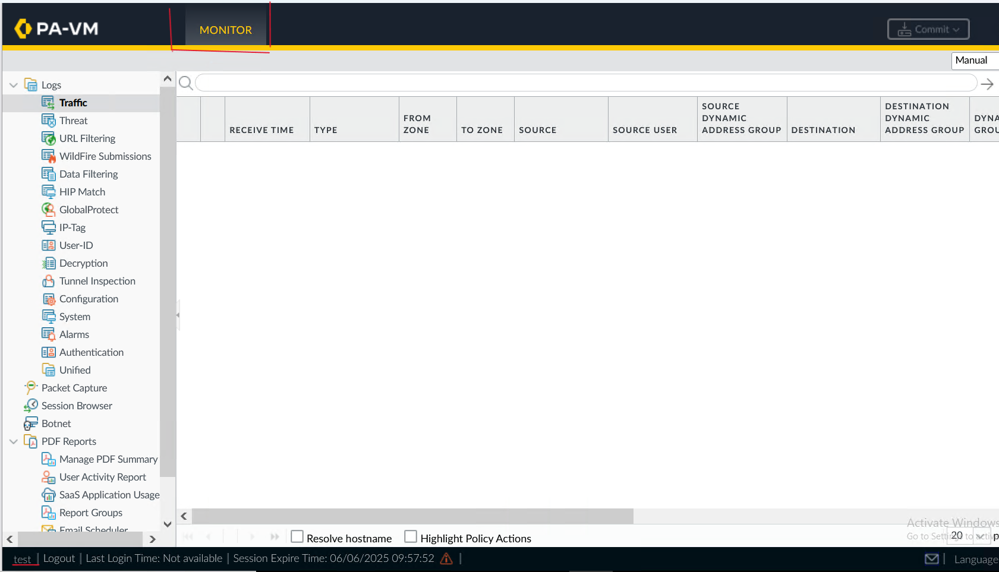 PA-VM
MONITOR
Commit
Manual
Logs
Traffic
Threat
URL Filtering
WildFire Submissions
Data Filtering
HIP Match
GlobalProtect
IP-Tag
User-ID
Decryption
Tunnel Inspection
Configuration
System
Alarms
Authentication
Unified
Packet Capture
Session Browser
Botnet
PDF Reports
Manage PDF Summary
User Activity Report
SaaS Application Usage
Report Groups
Email Scheduler
RECEIVE TIME
TYPE
FROM
ZONE
TO ZONE
SOURCE
SOURCE USER
SOURCE
DYNAMIC
ADDRESS GROUP
DESTINATION
DESTINATION
DYNAMIC
ADDRESS GROUP
DYNA
GROU
Resolve hostname
Highlight Policy Actions
Activate Windows
Go to Settings to activ
20
p
test | Logout | Last Login Time: Not available | Session Expire Time: 06/06/2025 09:57:52 |
| Language